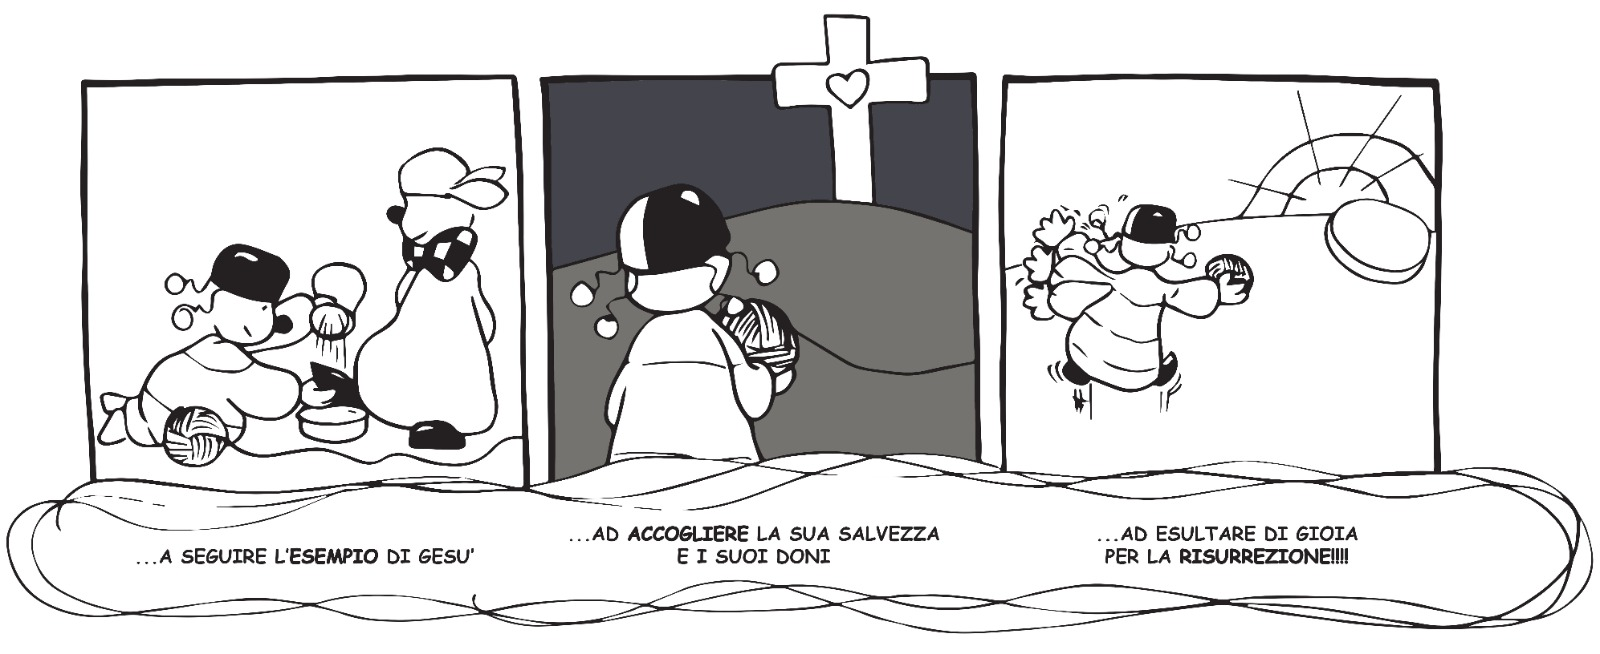 ...A SEGUIRE L'ESEMPIO DI GESU'
...AD ACCOGLIERE LA SUA SALVEZZA
E I SUOI DONI
...AD ESULTARE DI GIOIA
PER LA RISURREZIONE!!!!